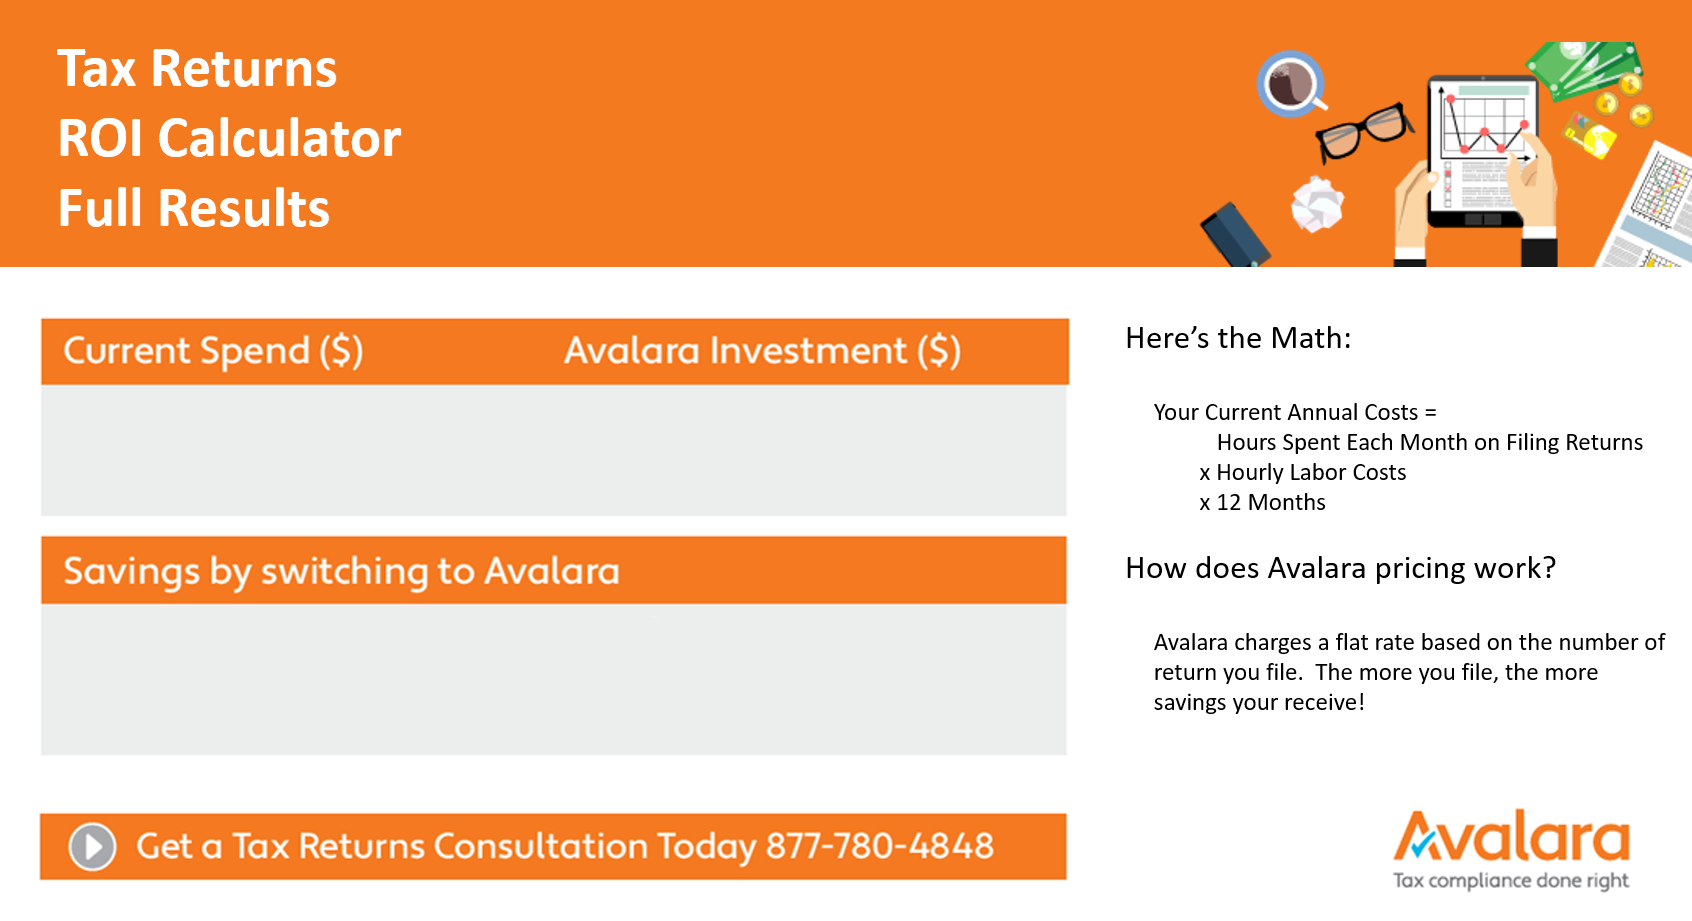 Tax Returns
ROI Calculator
Full Results
Current Spend ($) Avalara Investment ($)
Savings by switching to Avalara
Get a Tax Returns Consultation Today 877-780-4848
Here’s the Math:
Your Current Annual Costs =
Hours Spent Each Month on Filing Returns
x Hourly Labor Costs
x 12 Months
How does Avalara pricing work?
Avalara charges a flat rate based on the number of
return you file.  The more you file, the more
savings your receive!
Avalara
Tax compliance done right